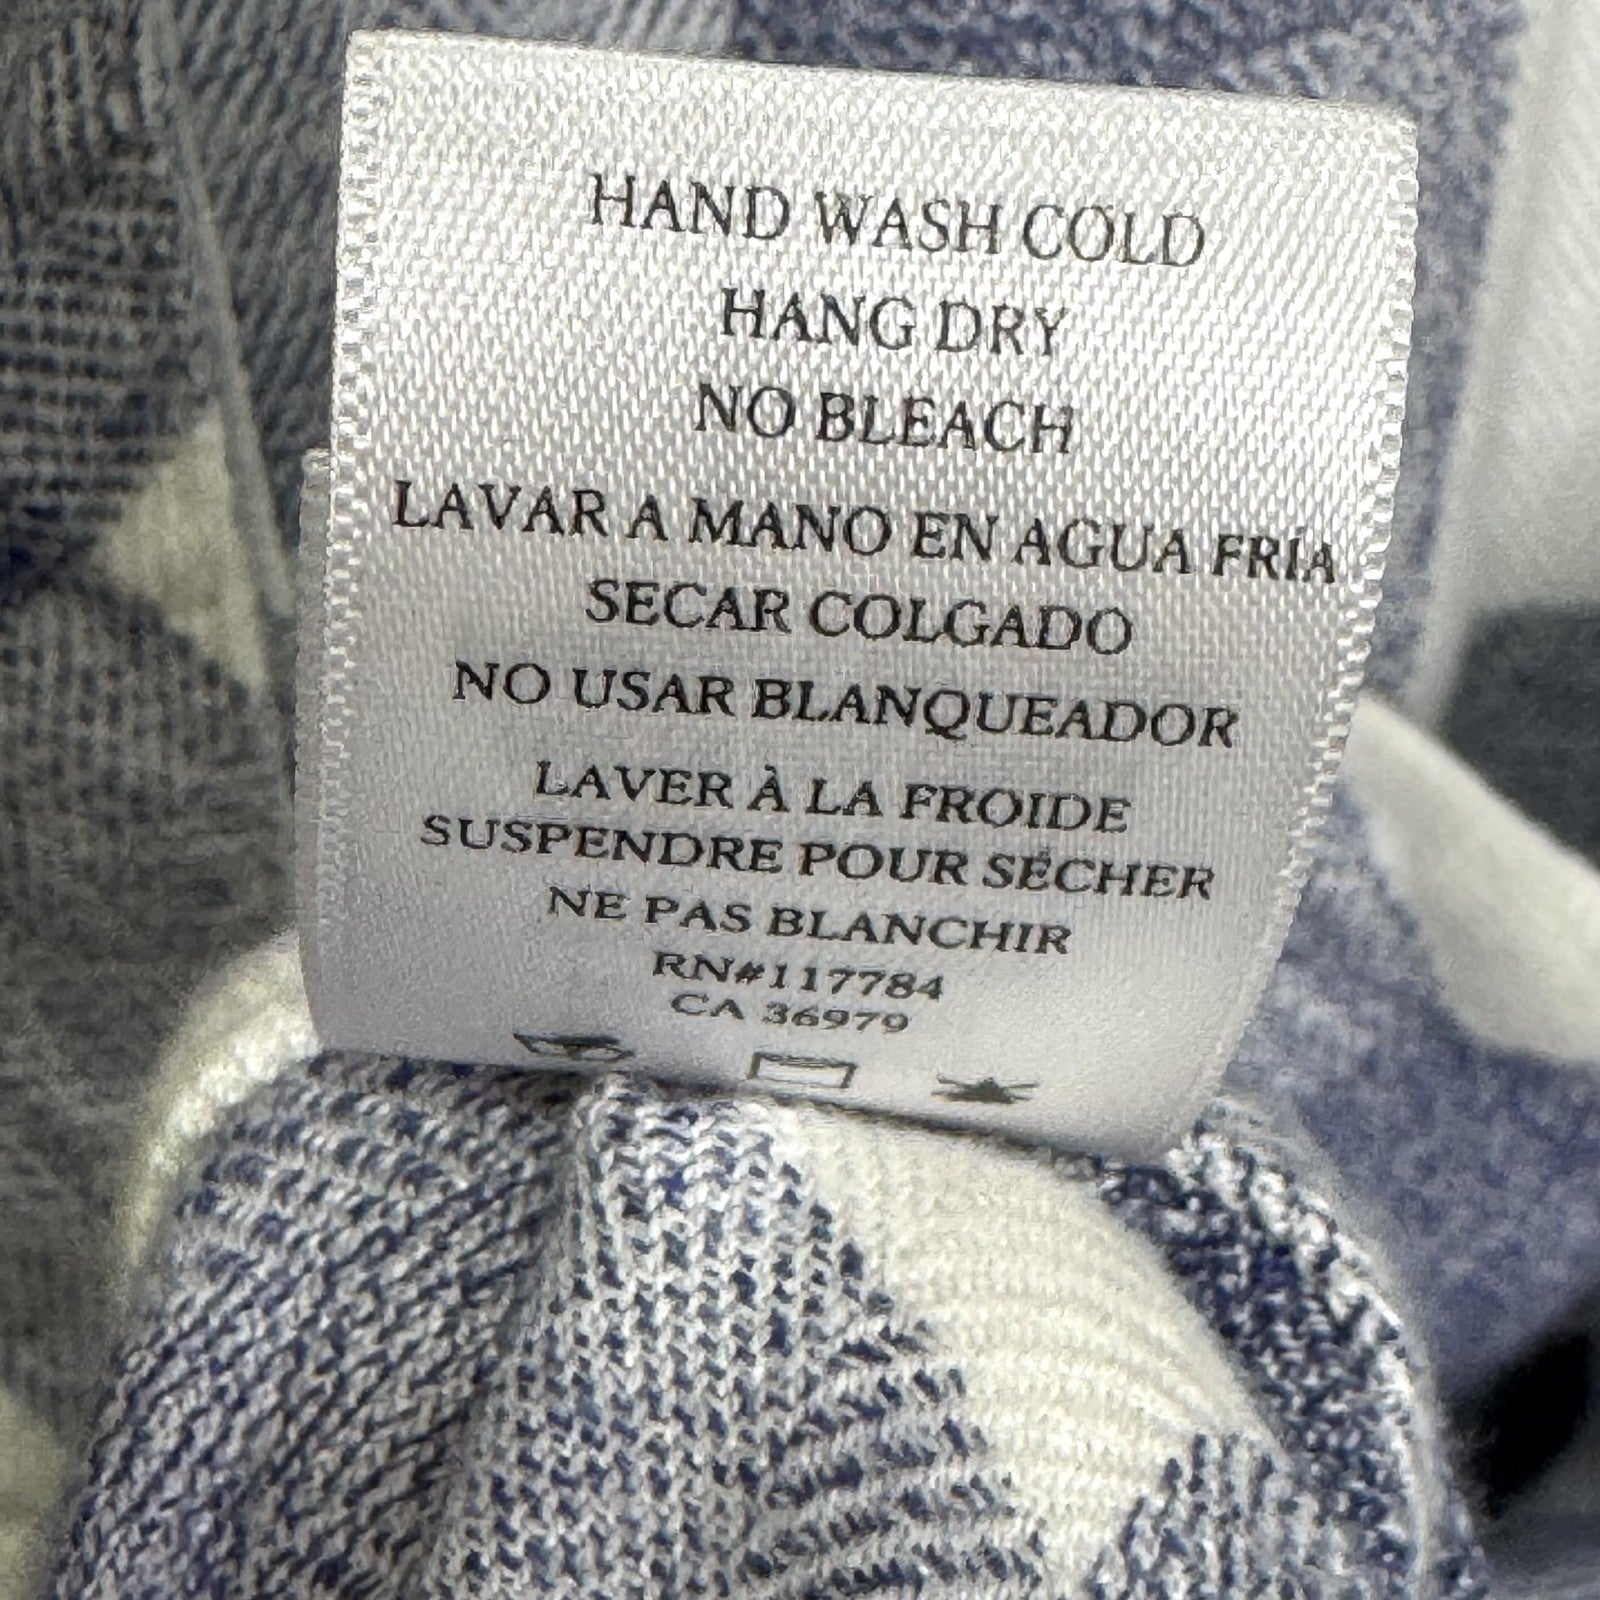 HAND WASH COLD
HANG DRY
NO BLEACH
LAVAR A MANO EN AGUA FRÍA
SECAR COLGADO
NO USAR BLANQUEADOR
LAVER À LA FROIDE
SUSPENDRE POUR SÉCHER
NE PAS BLANCHIR
RN#117784
CA 36979